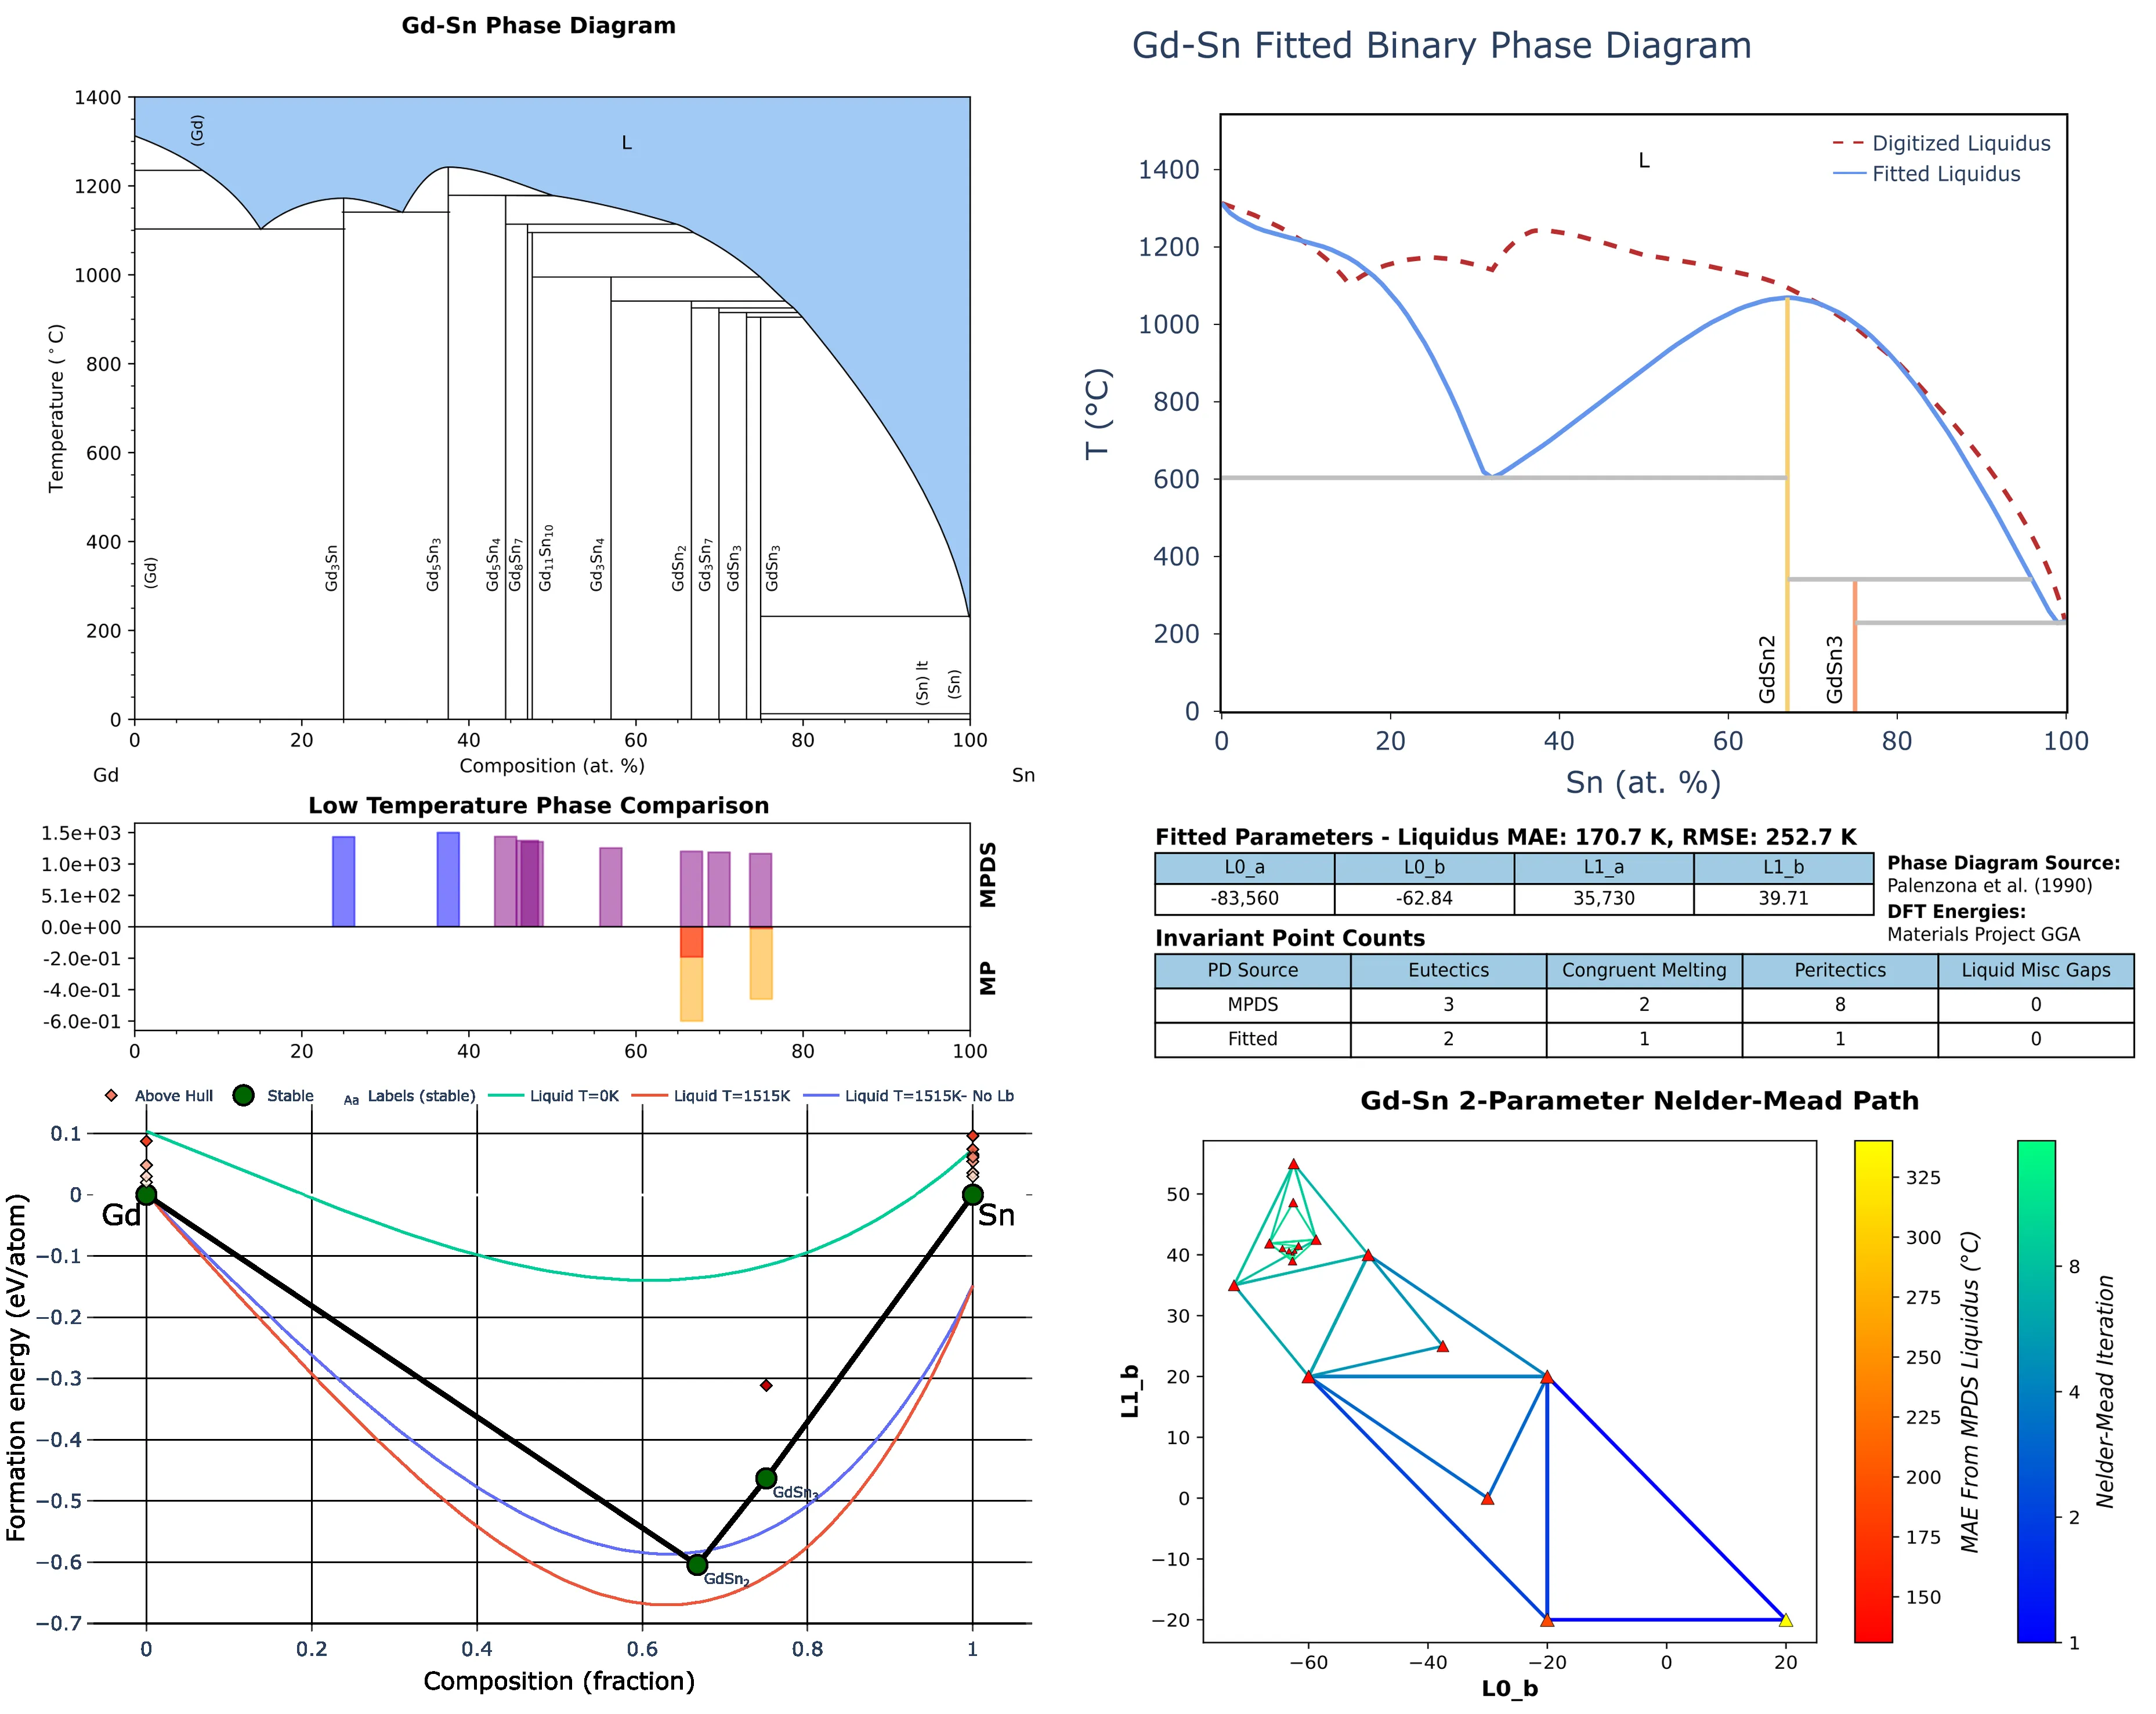 Gd-Sn Phase Diagram
1400
1200
1000
800
600
400
200
0
Temperature (°C)
(Gd)
L
(Gd)
Gd3Sn
Gd5Sn3
Gd5Sn4
Gd8Sn7
Gd11Sn10
Gd3Sn4
GdSn2
Gd3Sn7
GdSn3
GdSn3
(Sn) lt
(Sn)
0 20 40 60 80 100
Composition (at. %)
Gd Sn
Gd-Sn Fitted Binary Phase Diagram
L
Digitized Liquidus
Fitted Liquidus
1400
1200
1000
800
600
400
200
0
T (°C)
GdSn2
GdSn3
0 20 40 60 80 100
Sn (at. %)
Low Temperature Phase Comparison
1.5e+03
1.0e+03
5.1e+02
0.0e+00
-2.0e-01
-4.0e-01
-6.0e-01
MPDS
MP
0 20 40 60 80 100
Fitted Parameters - Liquidus MAE: 170.7 K, RMSE: 252.7 K
L0_a L0_b L1_a L1_b
-83,560 -62.84 35,730 39.71
Phase Diagram Source:
Palenzona et al. (1990)
DFT Energies:
Materials Project GGA
Invariant Point Counts
PD Source Eutectics Congruent Melting Peritectics Liquid Misc Gaps
MPDS 3 2 8 0
Fitted 2 1 1 0
Above Hull Stable Aa Labels (stable) Liquid T=0K Liquid T=1515K Liquid T=1515K- No Lb
0.1
0
−0.1
−0.2
−0.3
−0.4
−0.5
−0.6
−0.7
Formation energy (eV/atom)
Gd
Sn
GdSn3
GdSn2
0 0.2 0.4 0.6 0.8 1
Composition (fraction)
Gd-Sn 2-Parameter Nelder-Mead Path
50
40
30
20
10
0
−10
−20
L1_b
−60 −40 −20 0 20
L0_b
325
300
275
250
225
200
175
150
MAE From MPDS Liquidus (°C)
8
4
2
1
Nelder-Mead Iteration